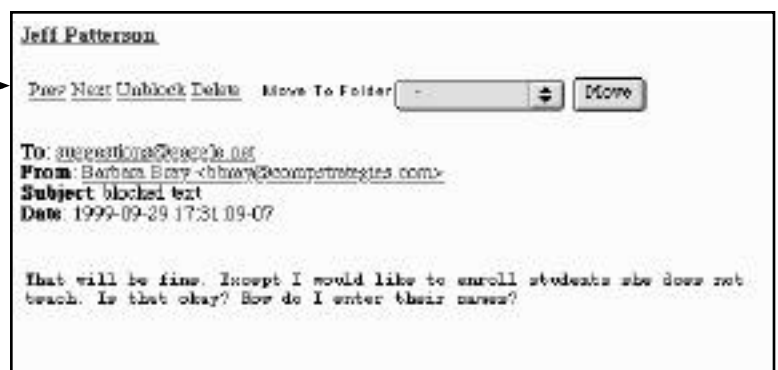 Jeff Patterson
Prev Next Unblock Delete Move To Folder - Move
To:
From: Barbara Bray <bbray@compstrategies.com>
Subject: blocked text
Date: 1999-09-29 17:31:09-07
That will be fine. Except I would like to enroll students she does not
teach. Is that okay? How do I enter their names?